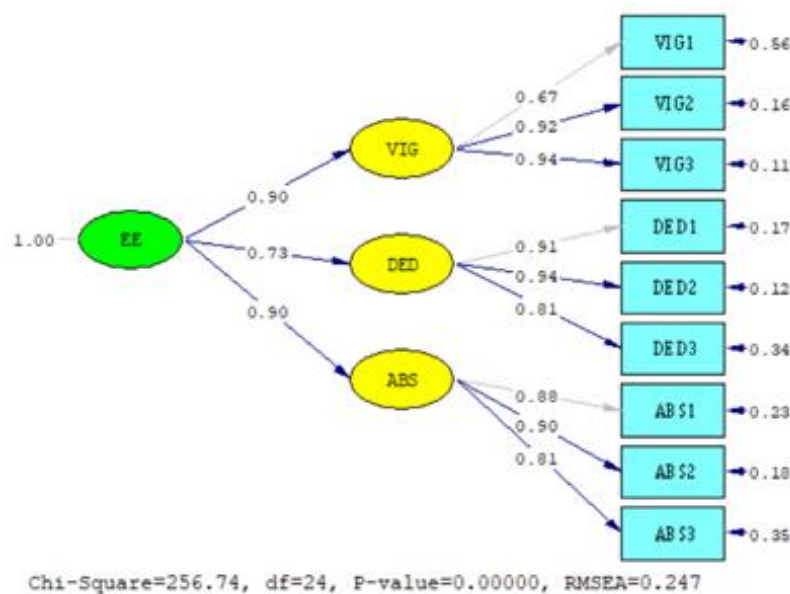 VIG1
0.56
0.67
VIG2
0.16
0.92
VIG
VIG3
0.11
0.94
0.90
DED1
0.17
1.00
EE
0.91
0.73
DED
DED2
0.12
0.94
0.81
DED3
0.34
0.90
ABS
0.88
ABS1
0.23
0.90
ABS2
0.18
0.81
ABS3
0.35
Chi-Square=256.74, df=24, P-value=0.00000, RMSEA=0.247